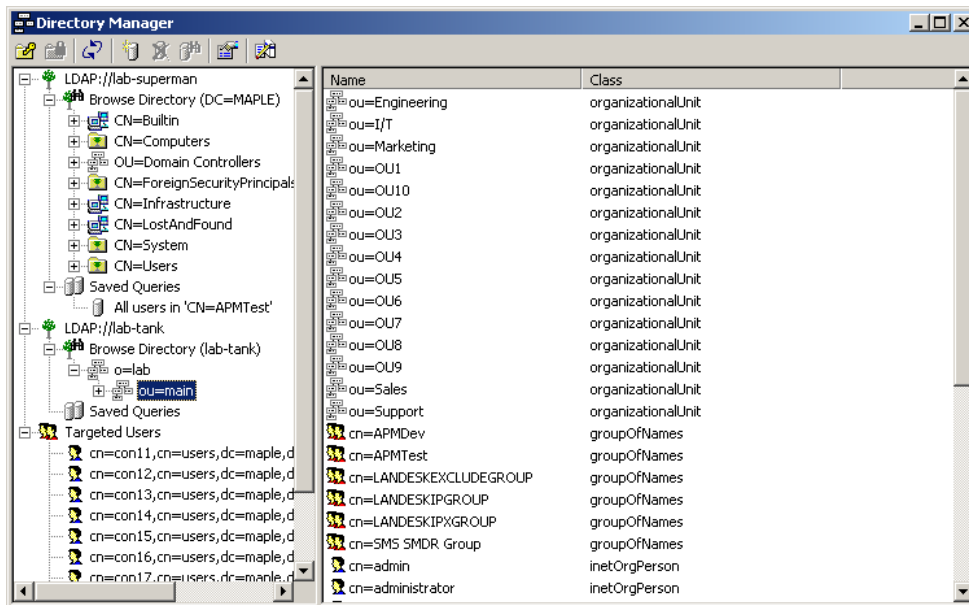 Directory Manager
LDAP://lab-superman
Browse Directory (DC=MAPLE)
CN=Builtin
CN=Computers
OU=Domain Controllers
CN=ForeignSecurityPrincipals
CN=Infrastructure
CN=LostAndFound
CN=System
CN=Users
Saved Queries
All users in 'CN=APMTest'
LDAP://lab-tank
Browse Directory (lab-tank)
o=lab
ou=main
Saved Queries
Targeted Users
cn=con11,cn=users,dc=maple,d
cn=con12,cn=users,dc=maple,d
cn=con13,cn=users,dc=maple,d
cn=con14,cn=users,dc=maple,d
cn=con15,cn=users,dc=maple,d
cn=con16,cn=users,dc=maple,d
cn=con17,cn=users,dc=maple,d
Name Class
ou=Engineering organizationalUnit
ou=I/T organizationalUnit
ou=Marketing organizationalUnit
ou=OU1 organizationalUnit
ou=OU10 organizationalUnit
ou=OU2 organizationalUnit
ou=OU3 organizationalUnit
ou=OU4 organizationalUnit
ou=OU5 organizationalUnit
ou=OU6 organizationalUnit
ou=OU7 organizationalUnit
ou=OU8 organizationalUnit
ou=OU9 organizationalUnit
ou=Sales organizationalUnit
ou=Support organizationalUnit
cn=APMDev groupOfNames
cn=APMTest groupOfNames
cn=LANDESKEXCLUDEGROUP groupOfNames
cn=LANDESKIPGROUP groupOfNames
cn=LANDESKIPXGROUP groupOfNames
cn=SMS SMDR Group groupOfNames
cn=admin inetOrgPerson
cn=administrator inetOrgPerson